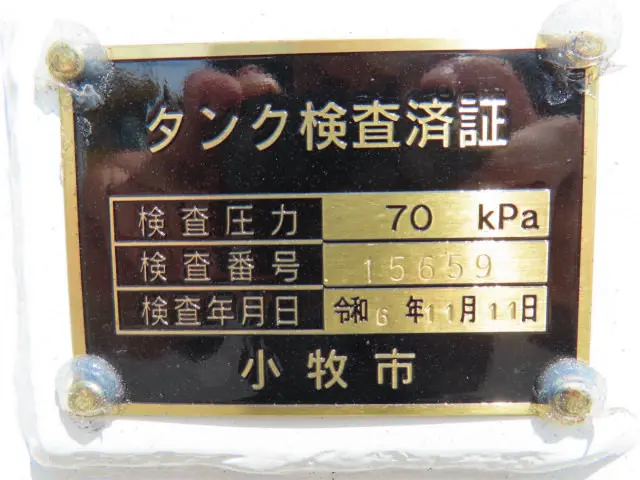 タンク検査済証
検査圧力 70 kPa
検査番号 15659
検査年月日 令和6年11月11日
小牧市